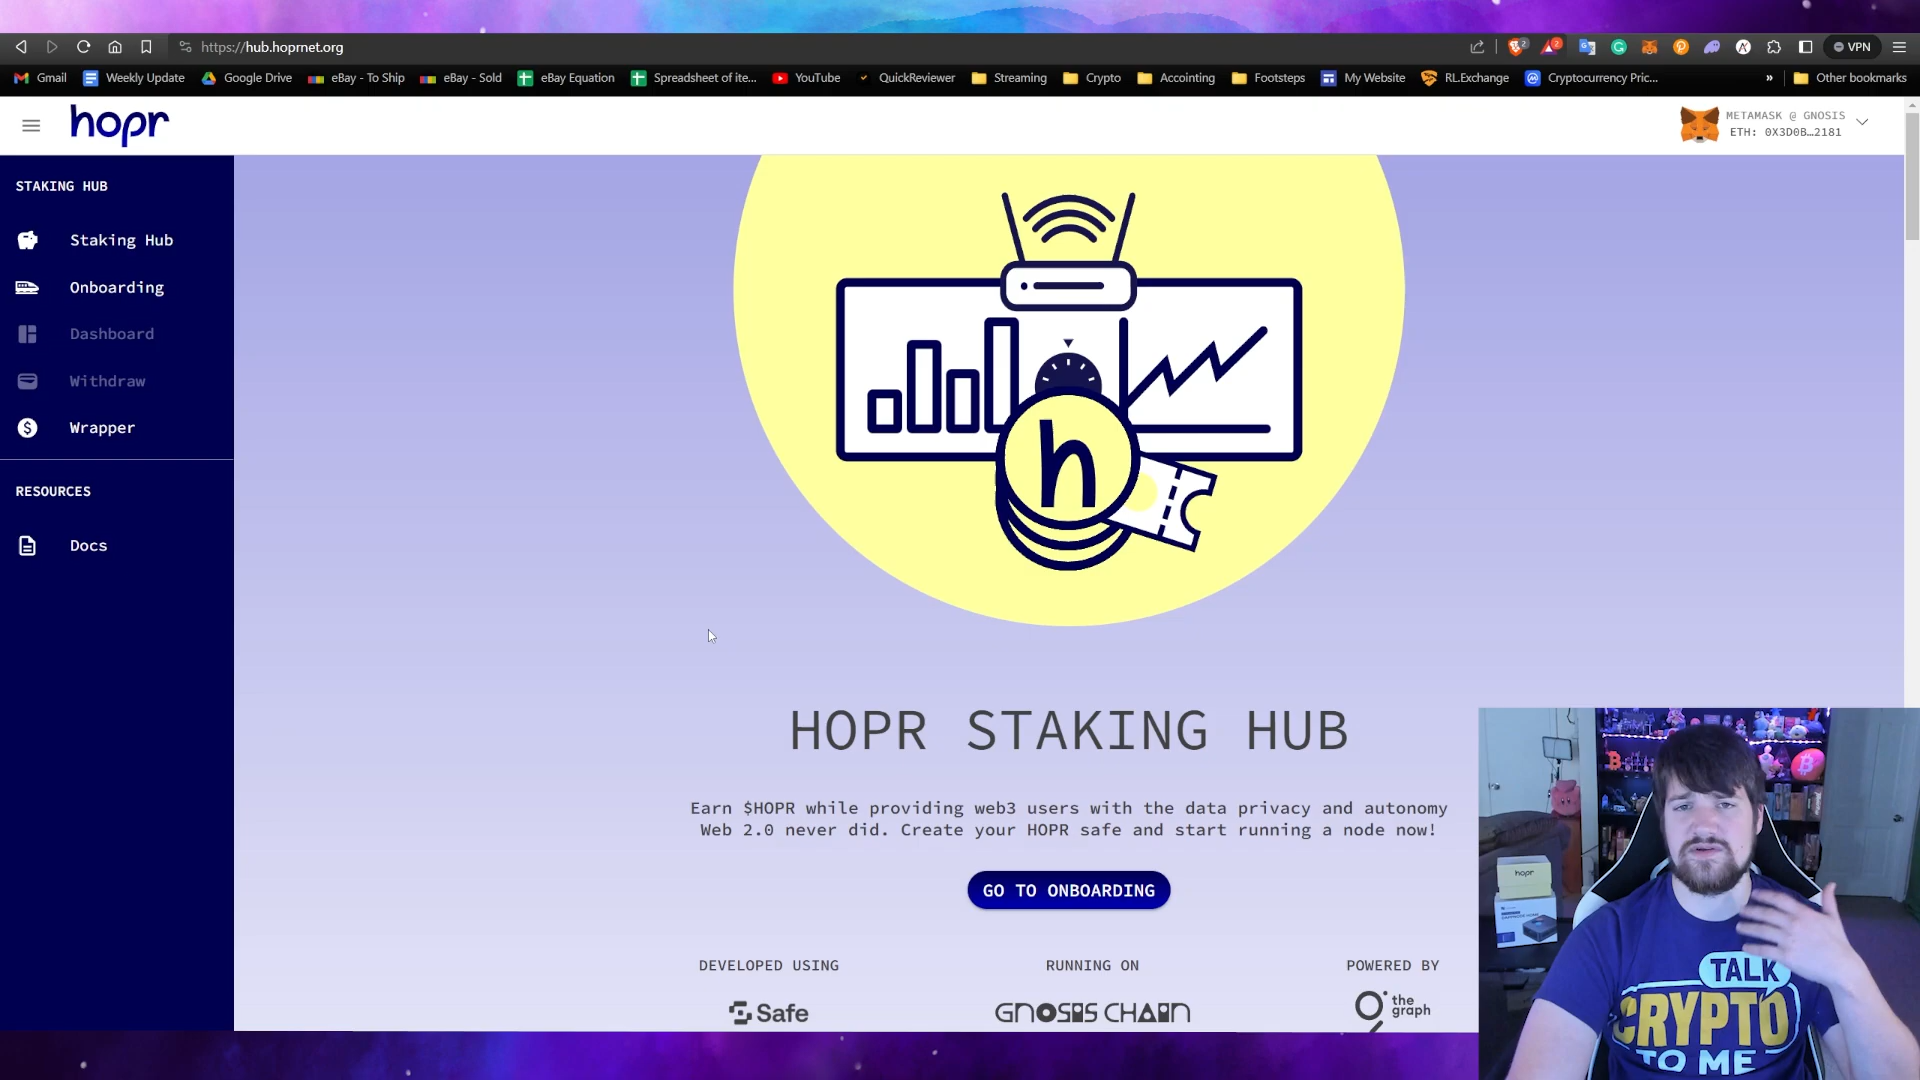 https://hub.hoprnet.org
2
2
VPN
Gmail
Weekly Update
Google Drive
eBay - To Ship
eBay - Sold
eBay Equation
Spreadsheet of ite...
YouTube
QuickReviewer
Streaming
Crypto
Accointing
Footsteps
My Website
RL.Exchange
Cryptocurrency Pric...
»
Other bookmarks
hopr
METAMASK @ GNOSIS
ETH: 0X3D0B…2181
STAKING HUB
Staking Hub
Onboarding
Dashboard
Withdraw
Wrapper
RESOURCES
Docs
h
HOPR STAKING HUB
Earn $HOPR while providing web3 users with the data privacy and autonomy
Web 2.0 never did. Create your HOPR safe and start running a node now!
GO TO ONBOARDING
DEVELOPED USING
RUNNING ON
POWERED BY
Safe
GNOSIS CHAIN
the
graph
hopr
TALK
CRYPTO
TO ME